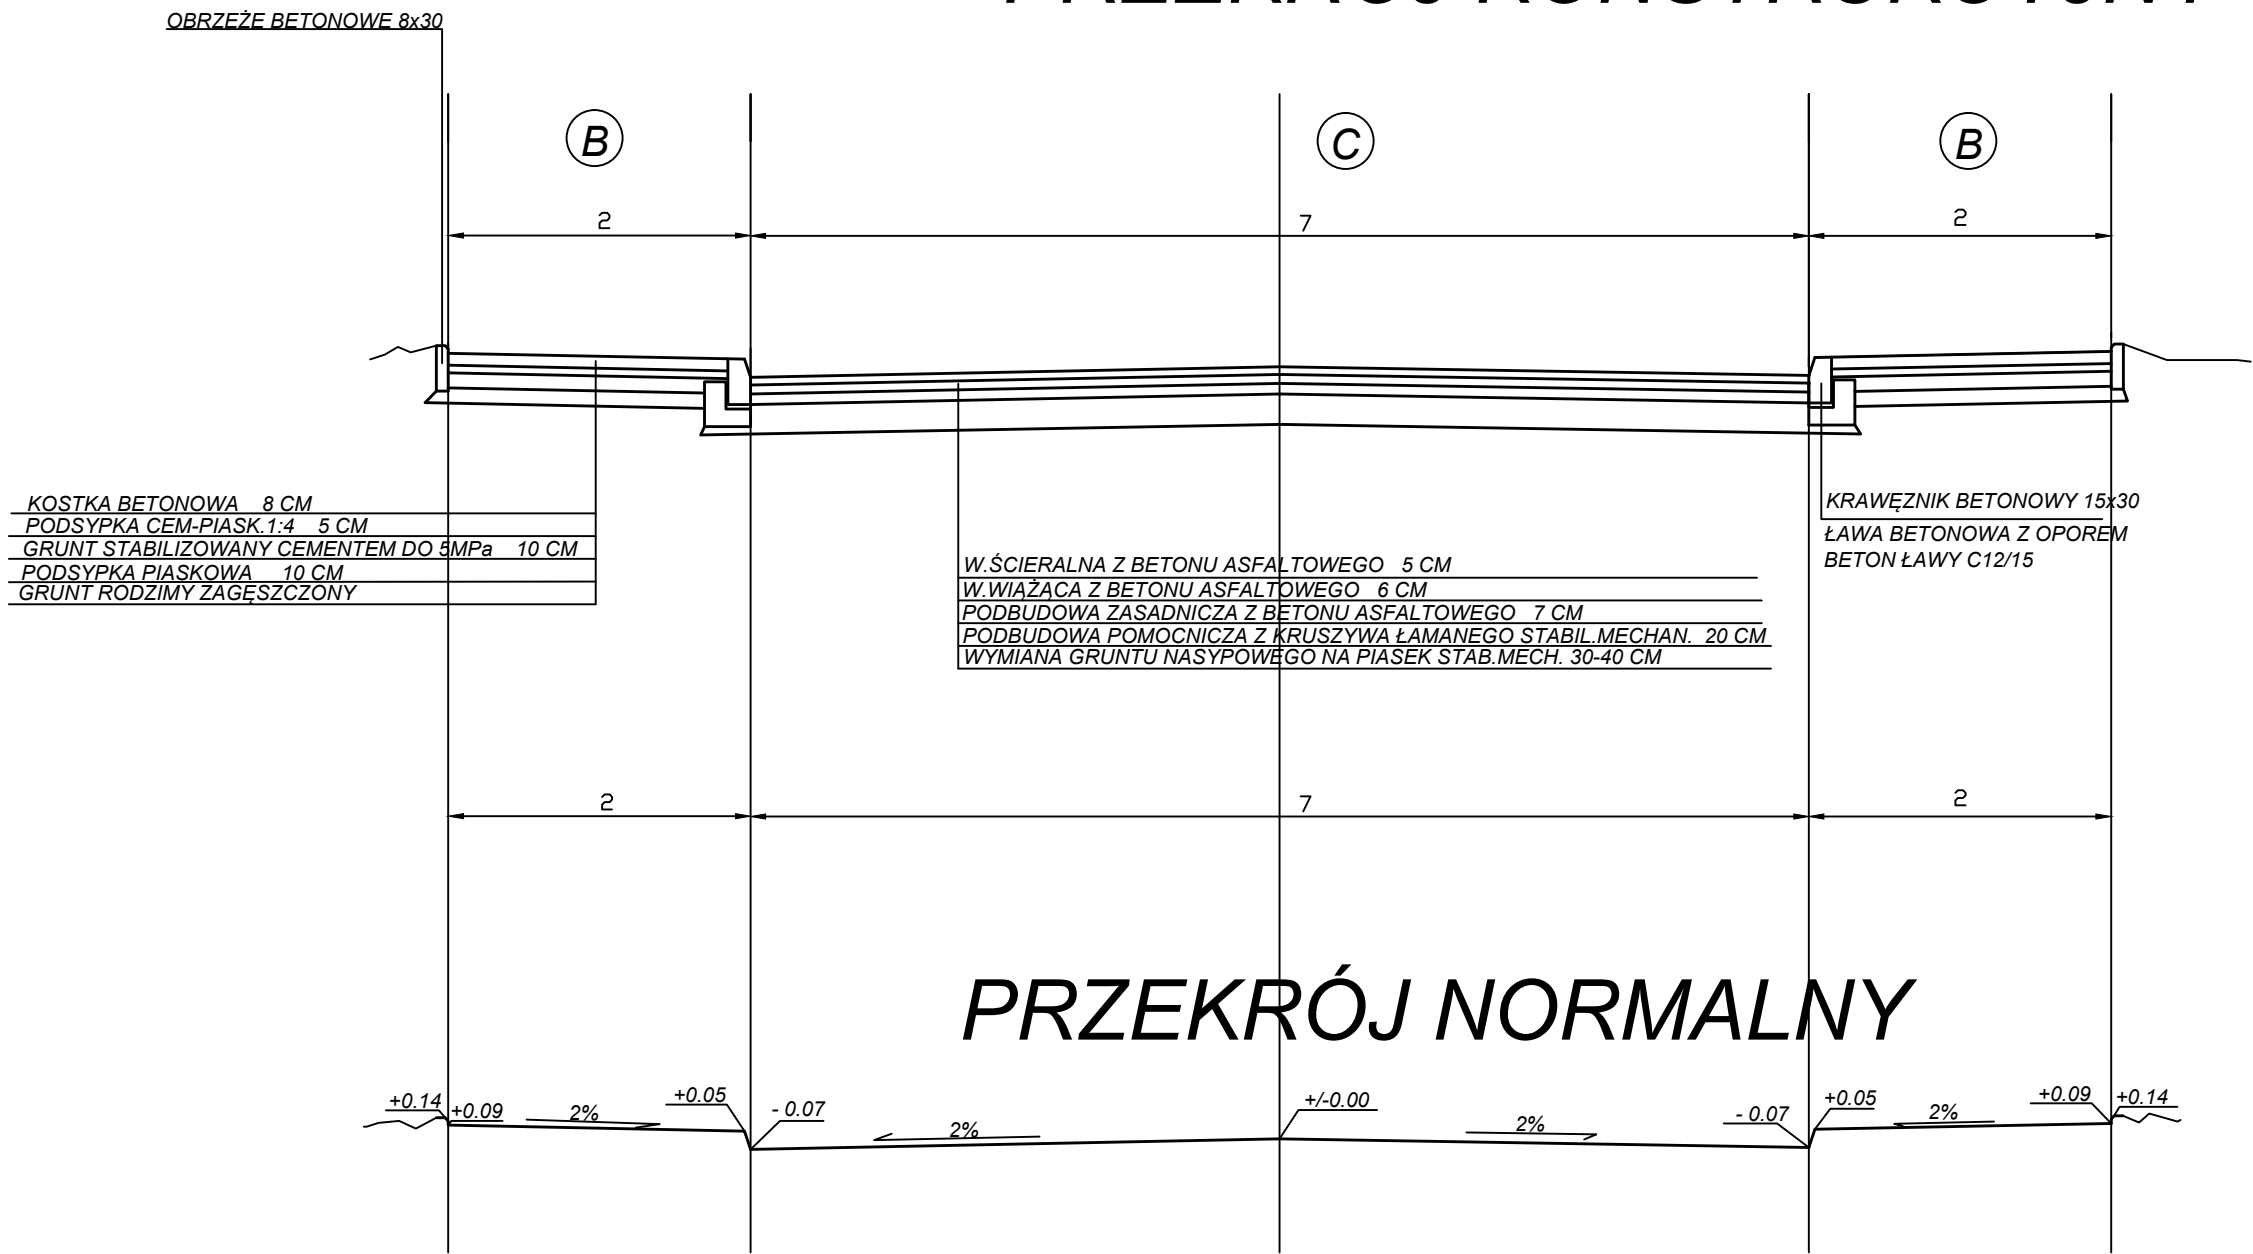 PRZEKRÓJ KONSTRUKCYJNY
OBRZEŻE BETONOWE 8x30
B
C
B
2
7
2
KOSTKA BETONOWA 8 CM
PODSYPKA CEM-PIASK.1:4 5 CM
GRUNT STABILIZOWANY CEMENTEM DO 5MPa 10 CM
PODSYPKA PIASKOWA 10 CM
GRUNT RODZIMY ZAGĘSZCZONY
W.ŚCIERALNA Z BETONU ASFALTOWEGO 5 CM
W.WIĄŻĄCA Z BETONU ASFALTOWEGO 6 CM
PODBUDOWA ZASADNICZA Z BETONU ASFALTOWEGO 7 CM
PODBUDOWA POMOCNICZA Z KRUSZYWA ŁAMANEGO STABIL.MECHAN. 20 CM
WYMIANA GRUNTU NASYPOWEGO NA PIASEK STAB.MECH. 30-40 CM
KRAWĘZNIK BETONOWY 15x30
ŁAWA BETONOWA Z OPOREM
BETON ŁAWY C12/15
2
7
2
PRZEKRÓJ NORMALNY
+0.14
+0.09
2%
+0.05
- 0.07
2%
+/-0.00
2%
- 0.07
+0.05
2%
+0.09
+0.14